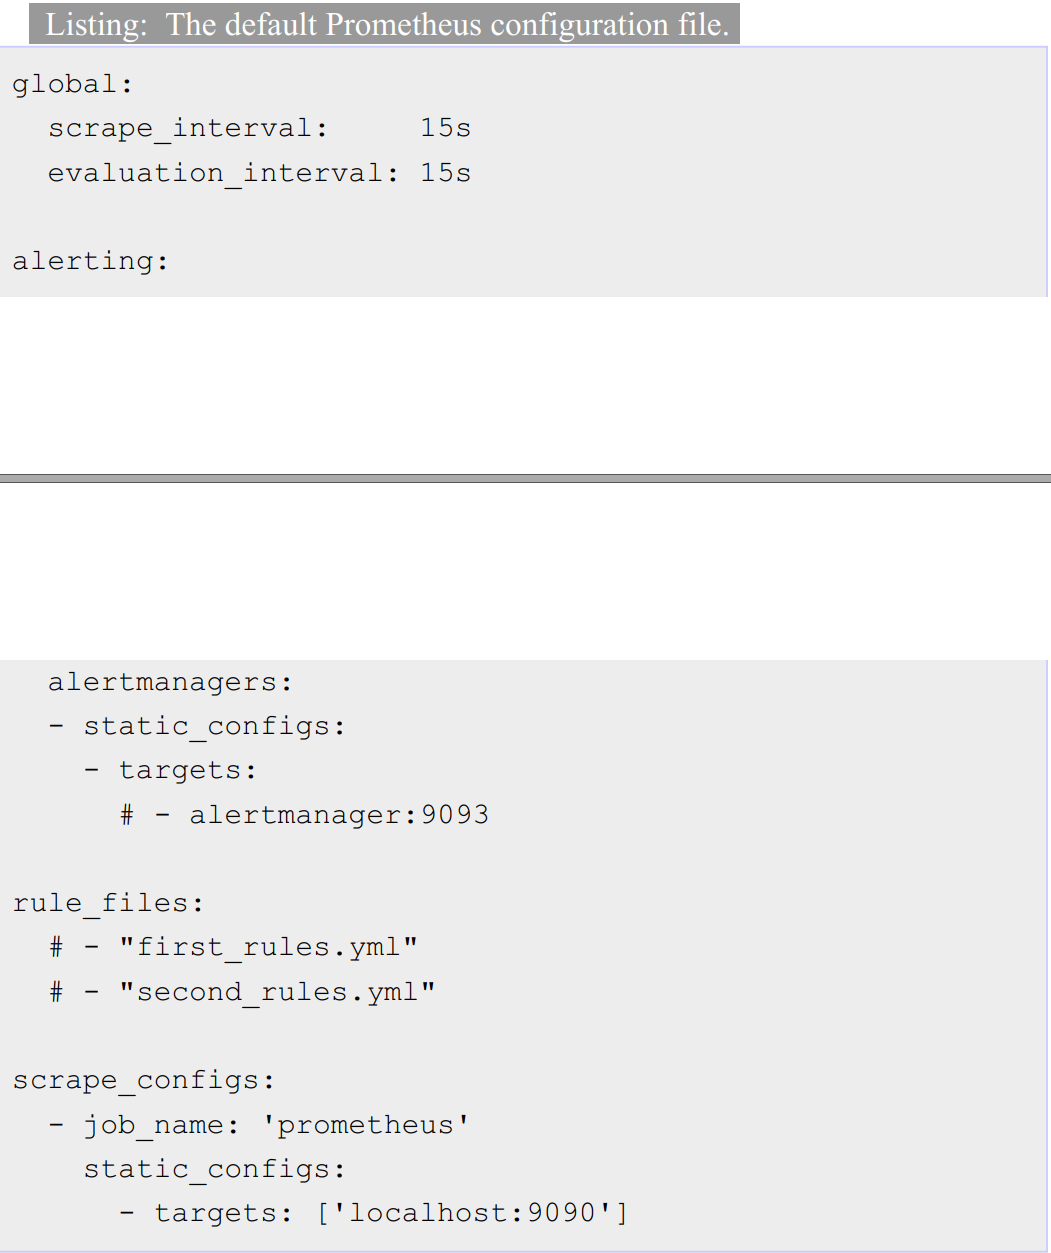 Listing: The default Prometheus configuration file.
global:
  scrape_interval:     15s
  evaluation_interval: 15s

alerting:
  alertmanagers:
  - static_configs:
    - targets:
      # - alertmanager:9093

rule_files:
  # - "first_rules.yml"
  # - "second_rules.yml"

scrape_configs:
  - job_name: 'prometheus'
    static_configs:
      - targets: ['localhost:9090']